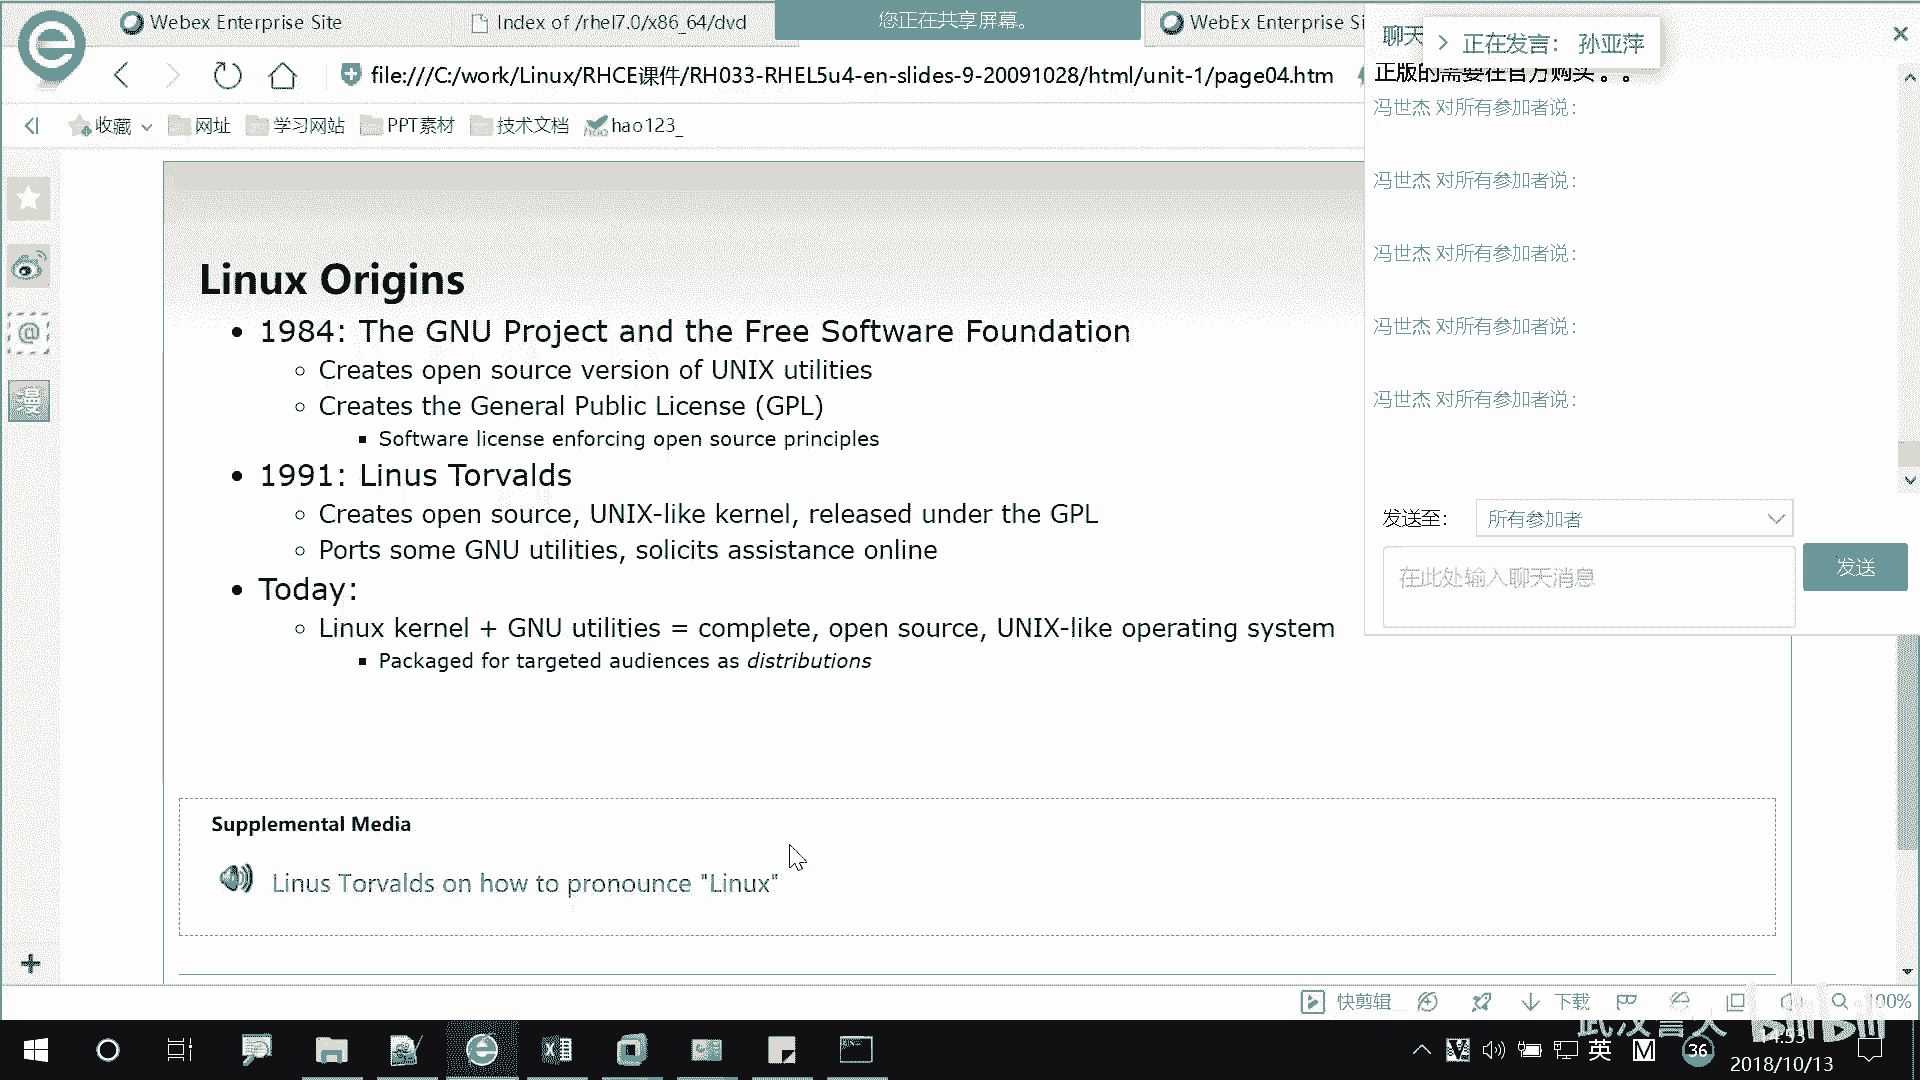 Webex Enterprise Site
Index of /rhel7.0/x86_64/dvd
您正在共享屏幕。
WebEx Enterprise Si
聊天
正在发言: 孙亚萍
file:///C:/work/Linux/RHCE课件/RH033-RHEL5u4-en-slides-9-20091028/html/unit-1/page04.htm
正版的需要在官方购买。。
收藏
网址
学习网站
PPT素材
技术文档
hao123_
冯世杰 对所有参加者说:
冯世杰 对所有参加者说:
冯世杰 对所有参加者说:
冯世杰 对所有参加者说:
冯世杰 对所有参加者说:
发送至:
所有参加者
在此处输入聊天消息
发送
@
漫
Linux Origins
1984: The GNU Project and the Free Software Foundation
Creates open source version of UNIX utilities
Creates the General Public License (GPL)
Software license enforcing open source principles
1991: Linus Torvalds
Creates open source, UNIX-like kernel, released under the GPL
Ports some GNU utilities, solicits assistance online
Today:
Linux kernel + GNU utilities = complete, open source, UNIX-like operating system
Packaged for targeted audiences as distributions
Supplemental Media
Linus Torvalds on how to pronounce "Linux"
快剪辑
下载
100%
bilibili
英
M
36
2018/10/13